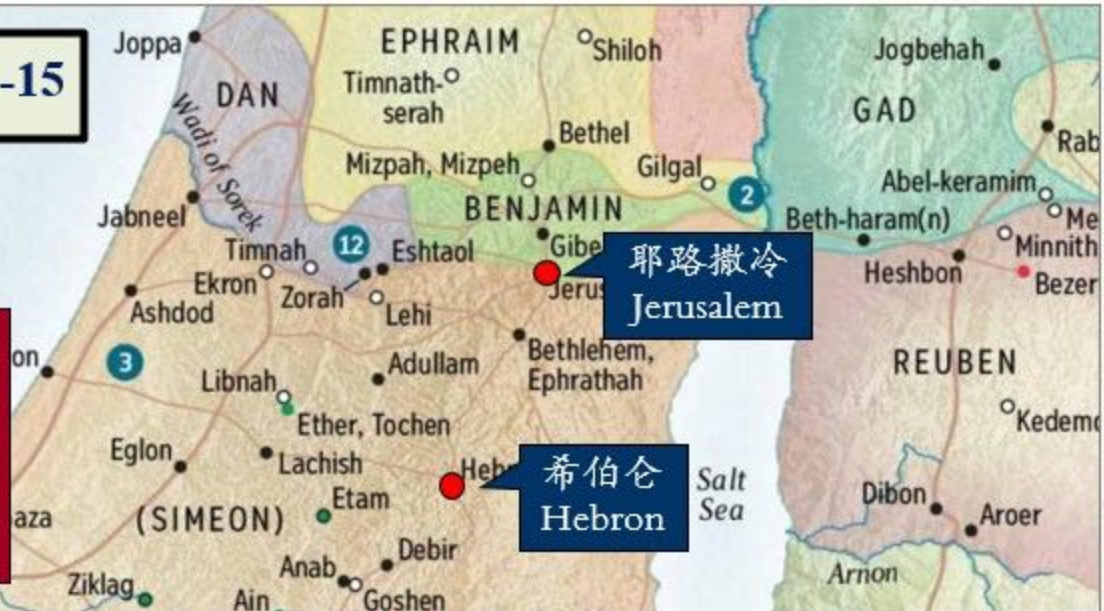 -15
Joppa
DAN
Wadi of Sorek
EPHRAIM
Shiloh
Timnath-
serah
Jogbehah
GAD
Bethel
Mizpah, Mizpeh
Gilgal
2
Abel-keramim
BENJAMIN
Jabneel
Beth-haram(n)
Minnith
Timnah
12
Eshtaol
耶路撒冷
Jerusalem
Ekron
Zorah
Heshbon
Bezer
Ashdod
Lehi
3
Bethlehem,
Ephrathah
Adullam
REUBEN
Libnah
Ether, Tochen
Eglon
Lachish
希伯仑
Hebron
Salt
Sea
Etam
(SIMEON)
Dibon
Aroer
Debir
Anab
Arnon
Ziklag
Ain
Goshen